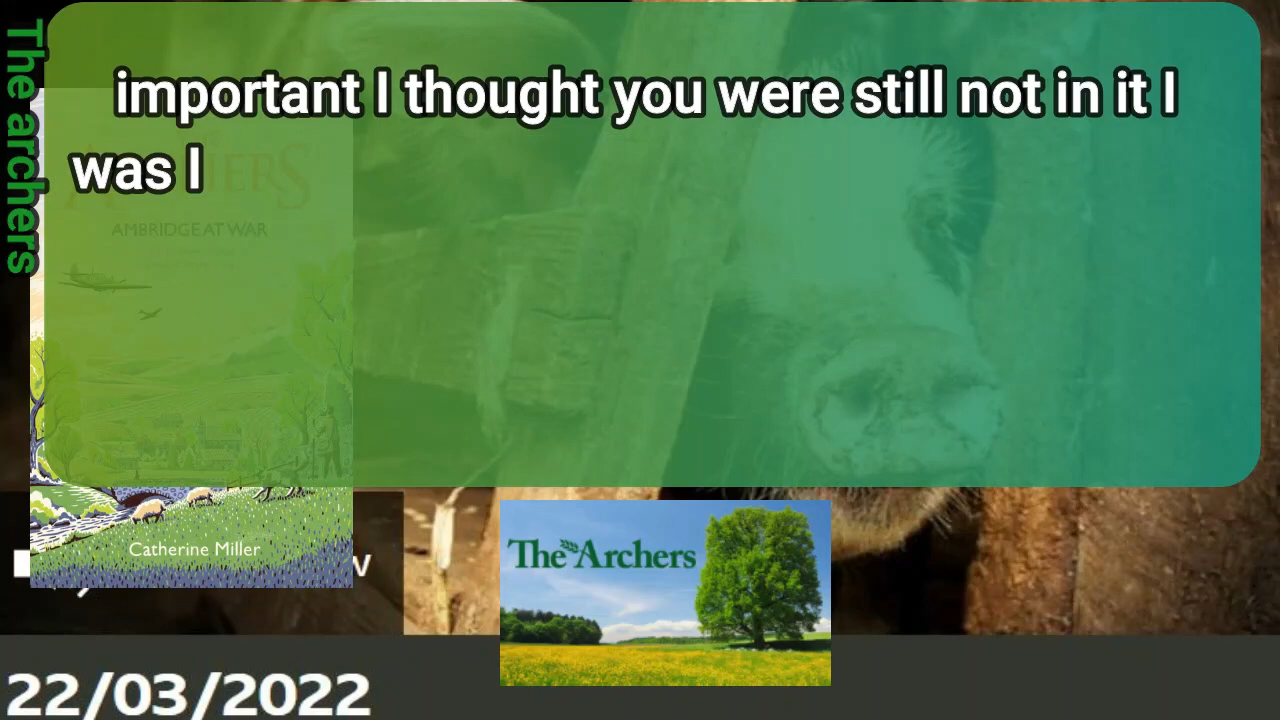 The archers
important I thought you were still not in it I
was I
ARCHERS
AMBRIDGE AT WAR
Catherine Miller
The Archers
22/03/2022